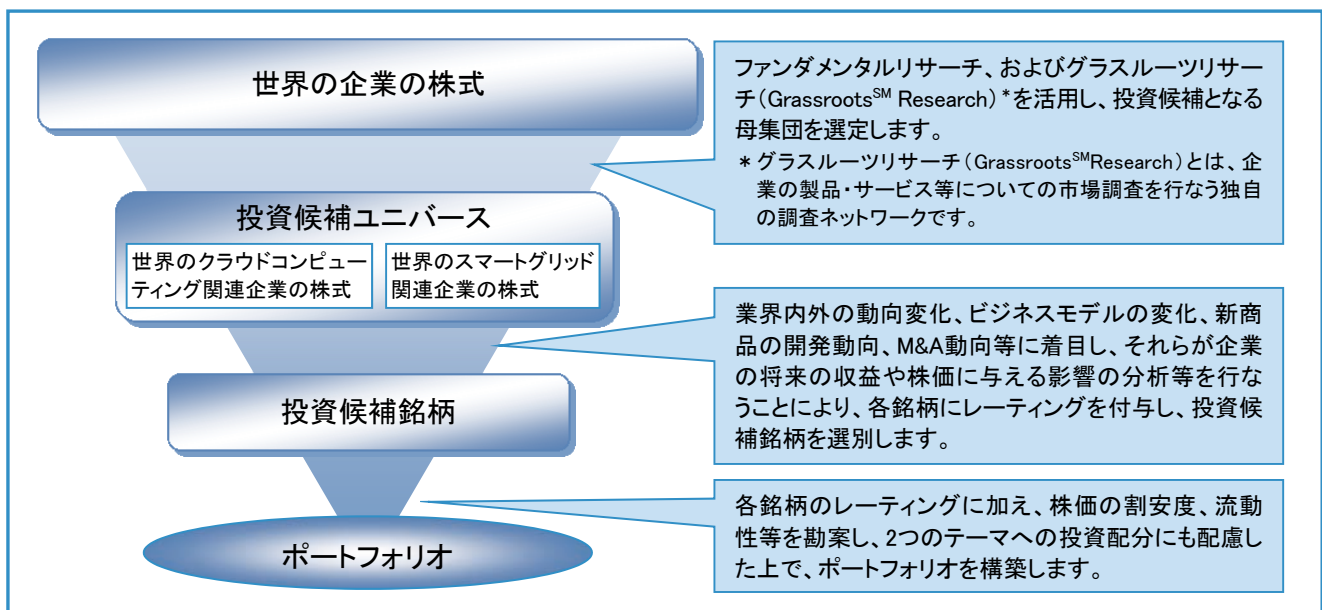 世界の企業の株式
ファンダメンタルリサーチ、およびグラスルーツリサー
チ(Grassroots℠ Research)*を活用し、投資候補となる
母集団を選定します。
*グラスルーツリサーチ(Grassroots℠Research)とは、企
業の製品・サービス等についての市場調査を行なう独自
の調査ネットワークです。
投資候補ユニバース
世界のクラウドコンピュー
ティング関連企業の株式
世界のスマートグリッド
関連企業の株式
業界内外の動向変化、ビジネスモデルの変化、新商
品の開発動向、M&A動向等に着目し、それらが企業
の将来の収益や株価に与える影響の分析等を行な
うことにより、各銘柄にレーティングを付与し、投資候
補銘柄を選別します。
投資候補銘柄
各銘柄のレーティングに加え、株価の割安度、流動
性等を勘案し、2つのテーマへの投資配分にも配慮し
た上で、ポートフォリオを構築します。
ポートフォリオ